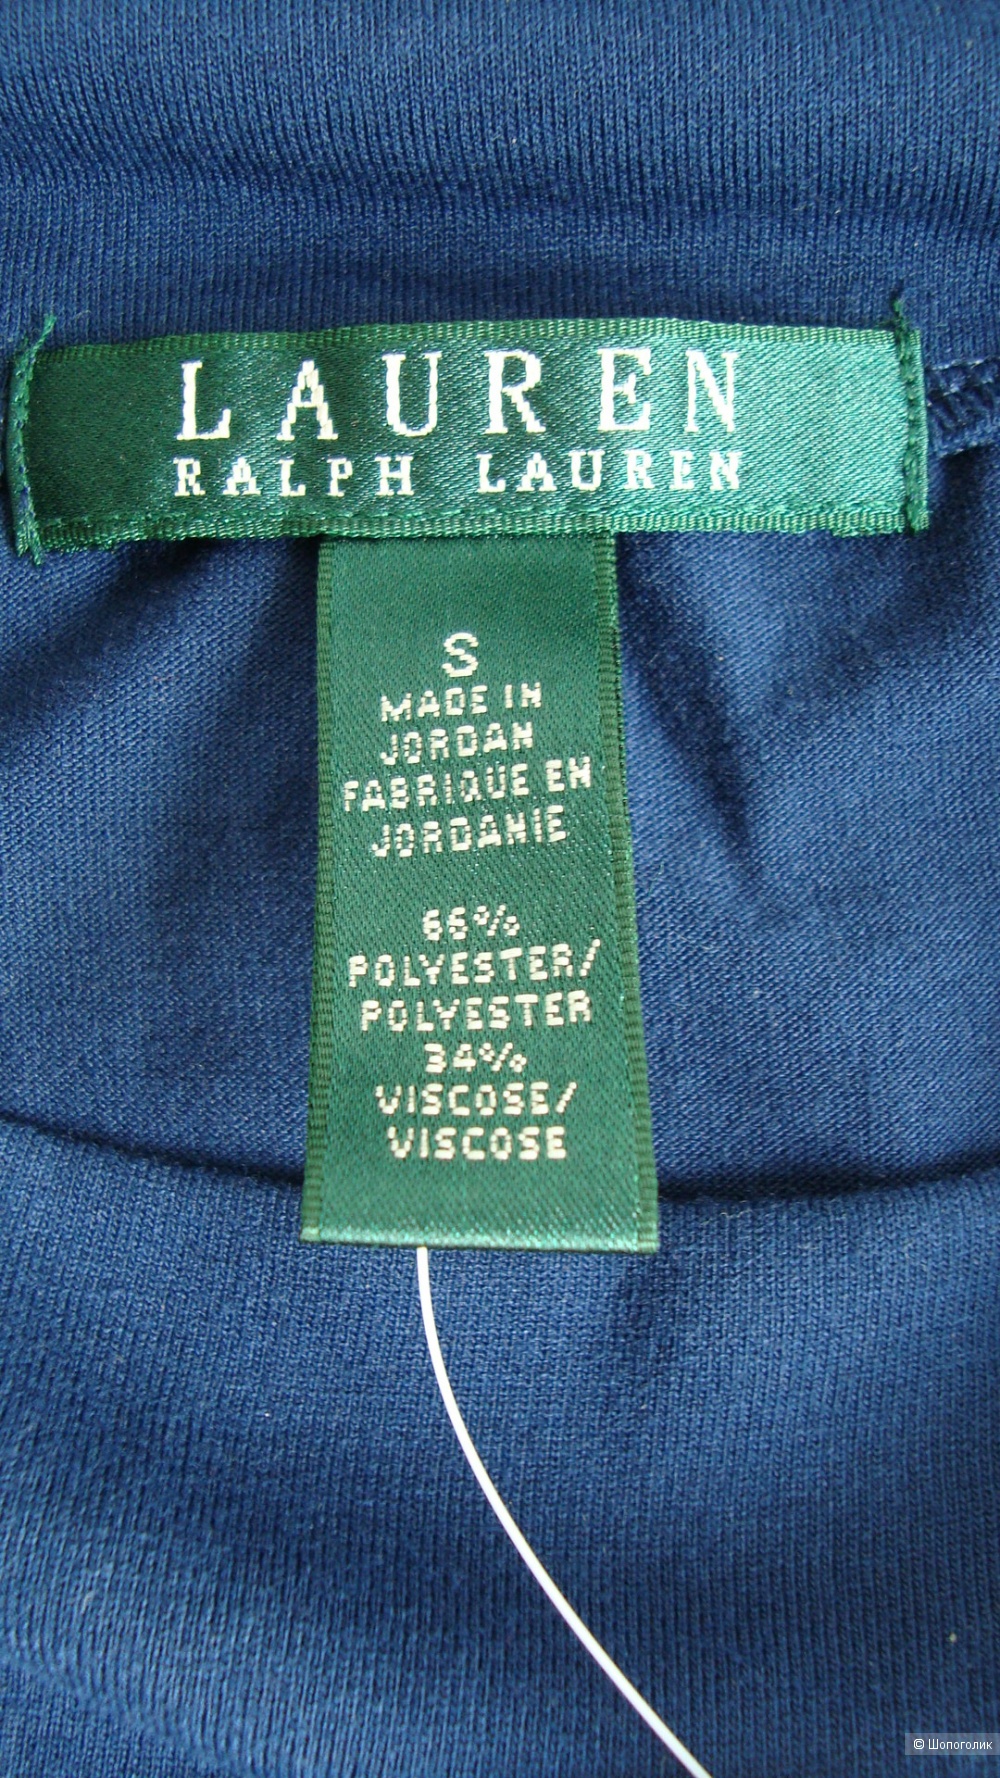 LAUREN
RALPH LAUREN
S
MADE IN
JORDAN
FABRIQUE EN
JORDANIE
66%
POLYESTER/
POLYESTER
34%
VISCOSE/
VISCOSE
© Шопоголик